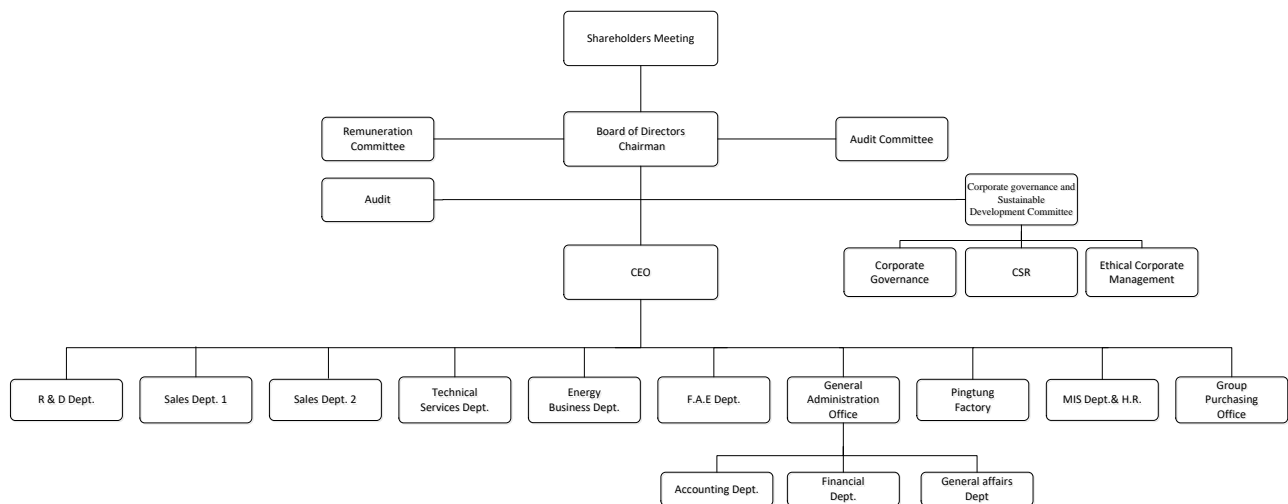 Shareholders Meeting
Remuneration
Committee
Board of Directors
Chairman
Audit Committee
Audit
Corporate governance and
Sustainable
Development Committee
CEO
Corporate
Governance
CSR
Ethical Corporate
Management
R & D Dept.
Sales Dept. 1
Sales Dept. 2
Technical
Services Dept.
Energy
Business Dept.
F.A.E Dept.
General
Administration
Office
Pingtung
Factory
MIS Dept.& H.R.
Group
Purchasing
Office
Accounting Dept.
Financial
Dept.
General affairs
Dept